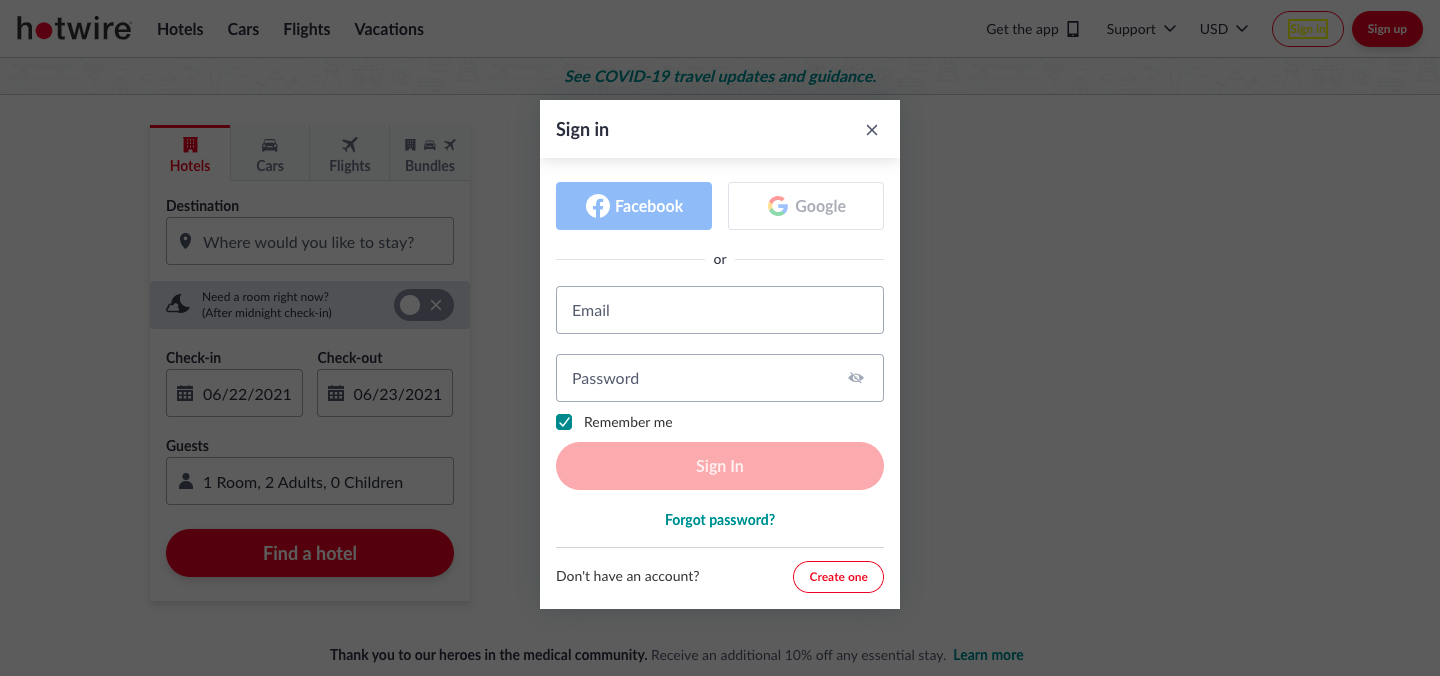 hotwire
Hotels Cars Flights Vacations
Get the app Support USD Sign in Sign up
See COVID-19 travel updates and guidance.
Hotels Cars Flights Bundles
Destination
Where would you like to stay?
Need a room right now?
(After midnight check-in)
Check-in Check-out
06/22/2021 06/23/2021
Guests
1 Room, 2 Adults, 0 Children
Find a hotel
Sign in
Facebook Google
or
Email
Password
Remember me
Sign In
Forgot password?
Don't have an account? Create one
Thank you to our heroes in the medical community. Receive an additional 10% off any essential stay. Learn more